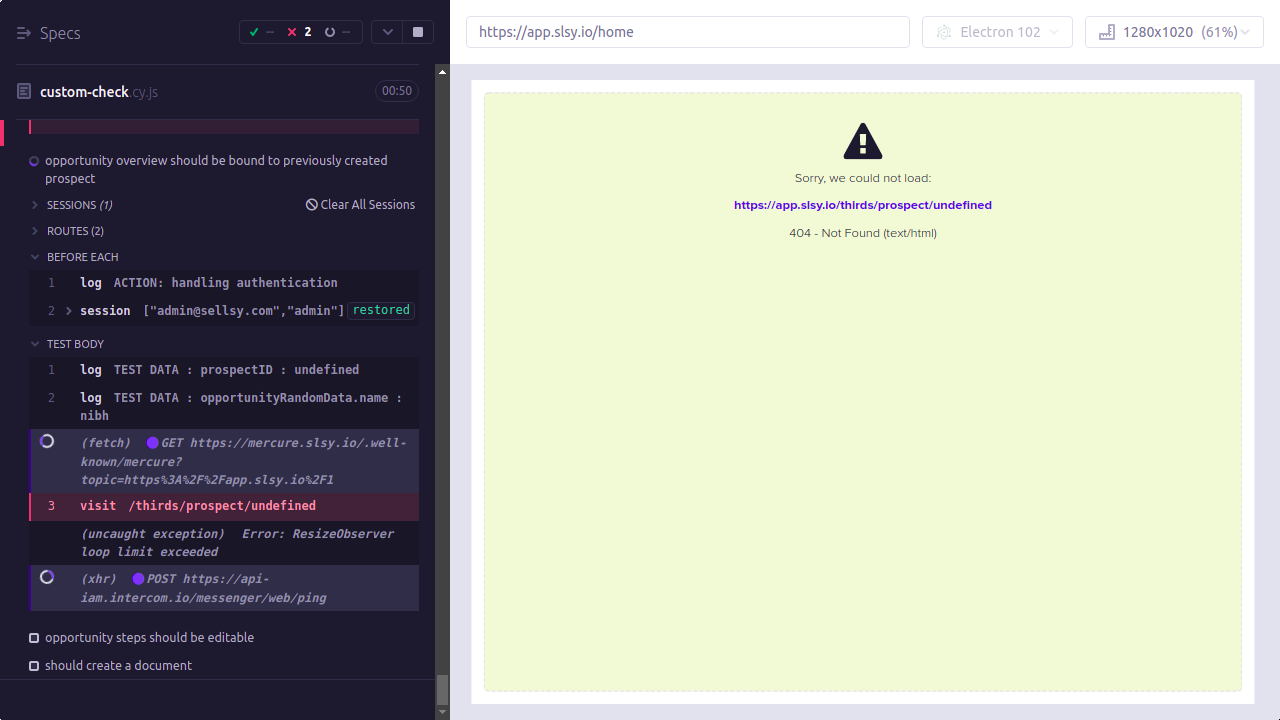 Specs
-- 2 --
custom-check.cy.js
00:50
opportunity overview should be bound to previously created
prospect
SESSIONS (1)
Clear All Sessions
ROUTES (2)
BEFORE EACH
1 log ACTION: handling authentication
2 session ["admin@sellsy.com","admin"] restored
TEST BODY
1 log TEST DATA : prospectID : undefined
2 log TEST DATA : opportunityRandomData.name :
nibh
(fetch) GET https://mercure.slsy.io/.well-
known/mercure?
topic=https%3A%2F%2Fapp.slsy.io%2F1
3 visit /thirds/prospect/undefined
(uncaught exception) Error: ResizeObserver
loop limit exceeded
(xhr) POST https://api-
iam.intercom.io/messenger/web/ping
opportunity steps should be editable
should create a document
https://app.slsy.io/home
Electron 102
1280x1020 (61%)
Sorry, we could not load:
https://app.slsy.io/thirds/prospect/undefined
404 - Not Found (text/html)